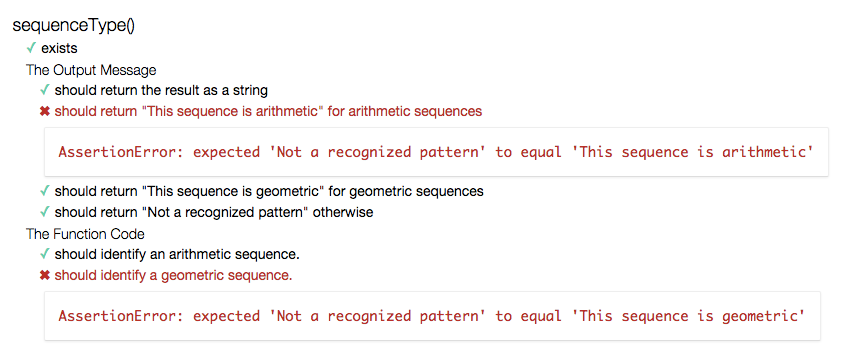 sequenceType()
✓ exists
The Output Message
✓ should return the result as a string
✖ should return "This sequence is arithmetic" for arithmetic sequences
AssertionError: expected 'Not a recognized pattern' to equal 'This sequence is arithmetic'
✓ should return "This sequence is geometric" for geometric sequences
✓ should return "Not a recognized pattern" otherwise
The Function Code
✓ should identify an arithmetic sequence.
✖ should identify a geometric sequence.
AssertionError: expected 'Not a recognized pattern' to equal 'This sequence is geometric'